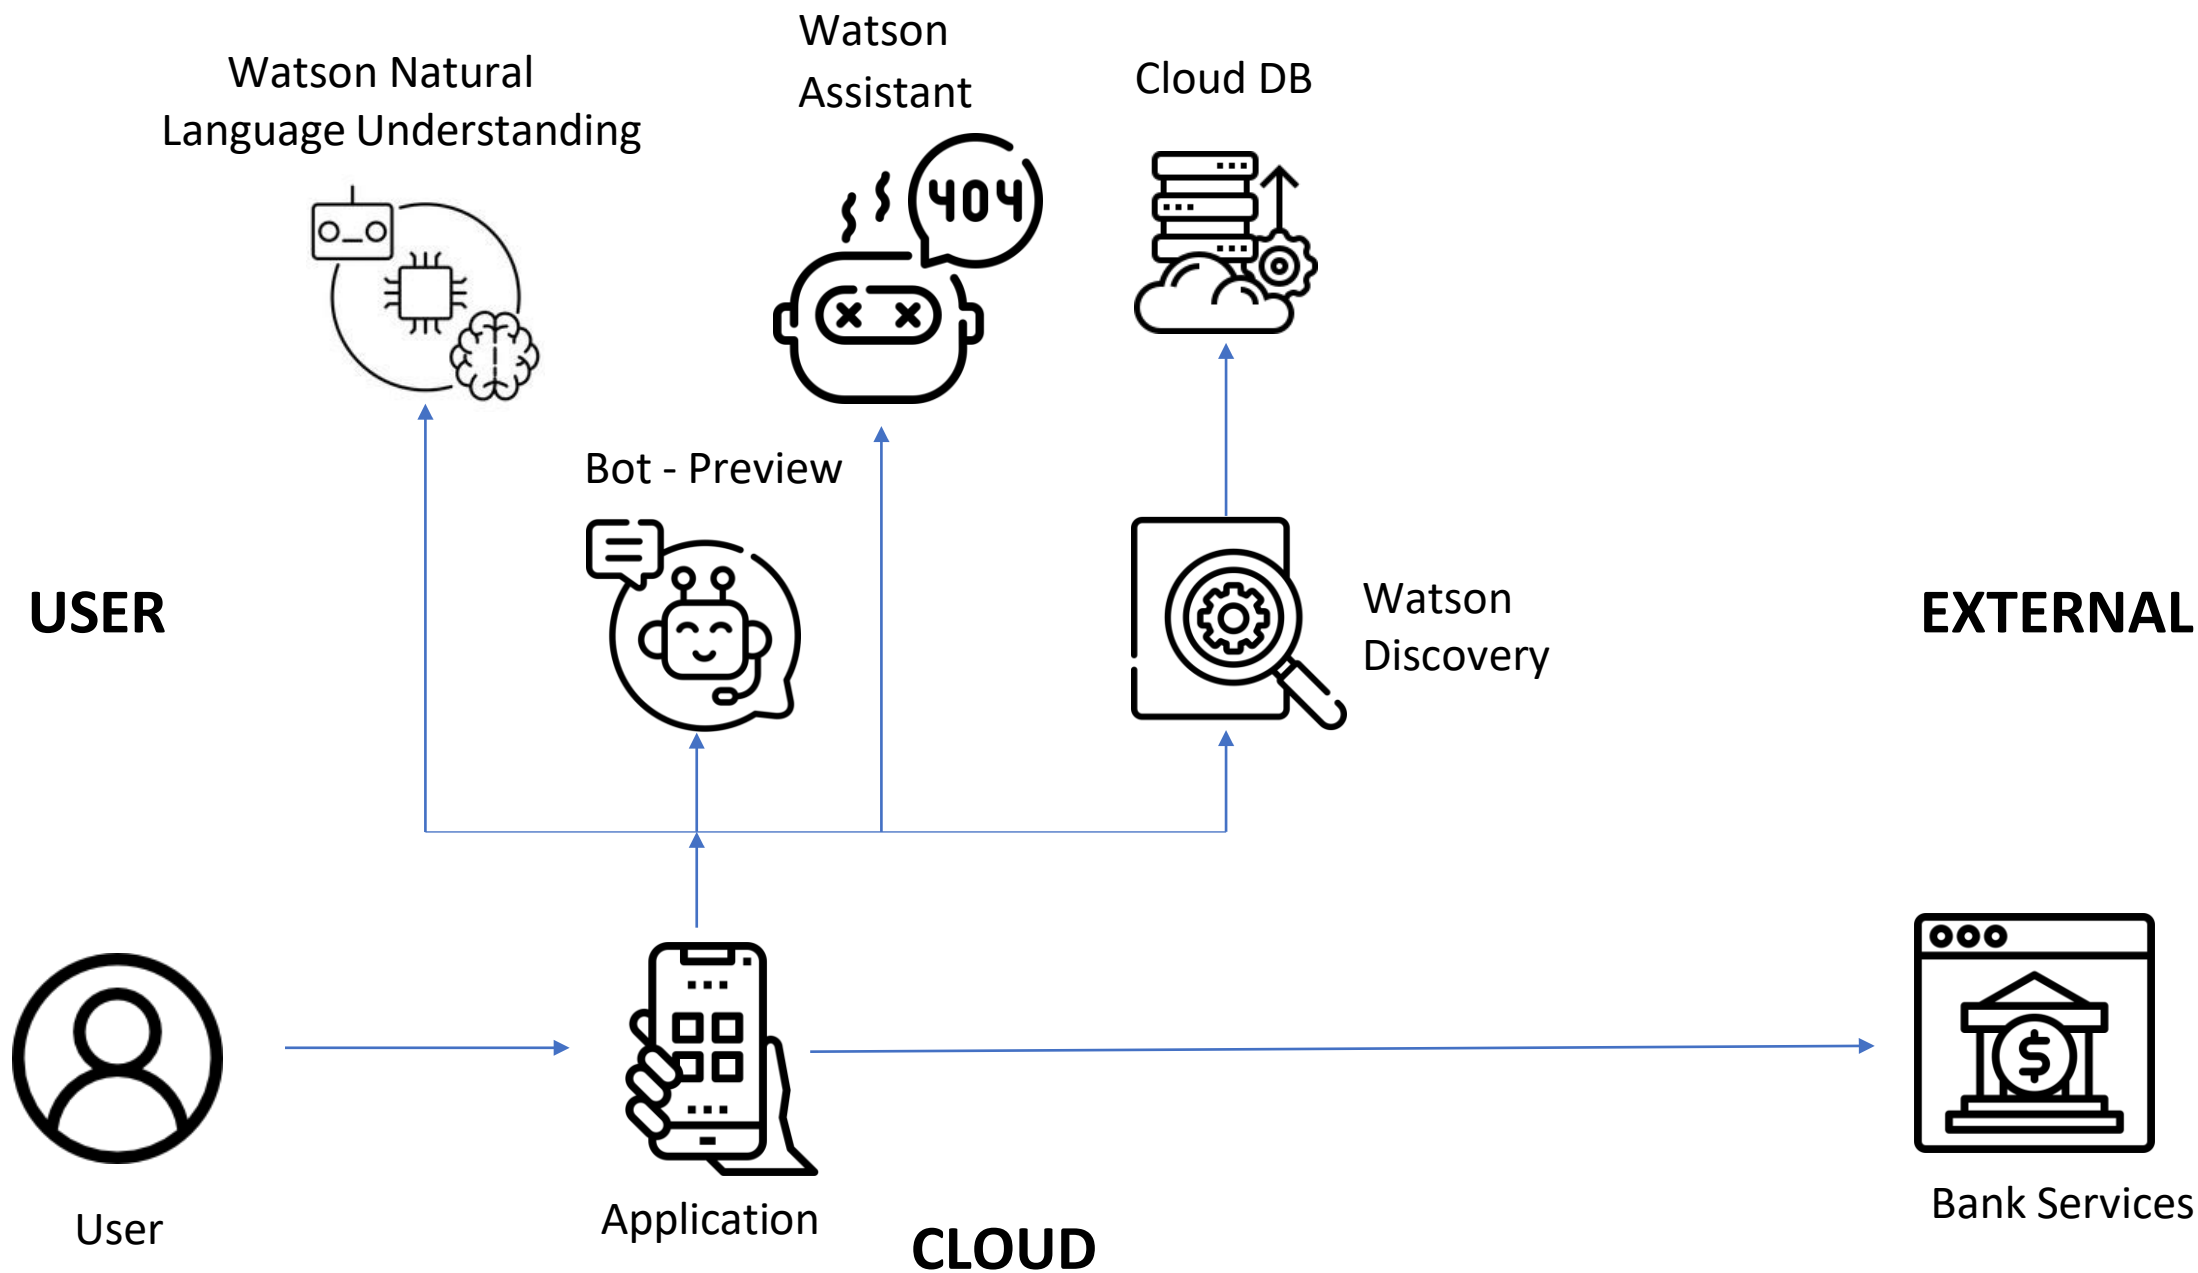 Watson Natural
Language Understanding
Watson
Assistant
Cloud DB
404
Bot - Preview
USER
Watson
Discovery
EXTERNAL
$
User
Application
CLOUD
Bank Services